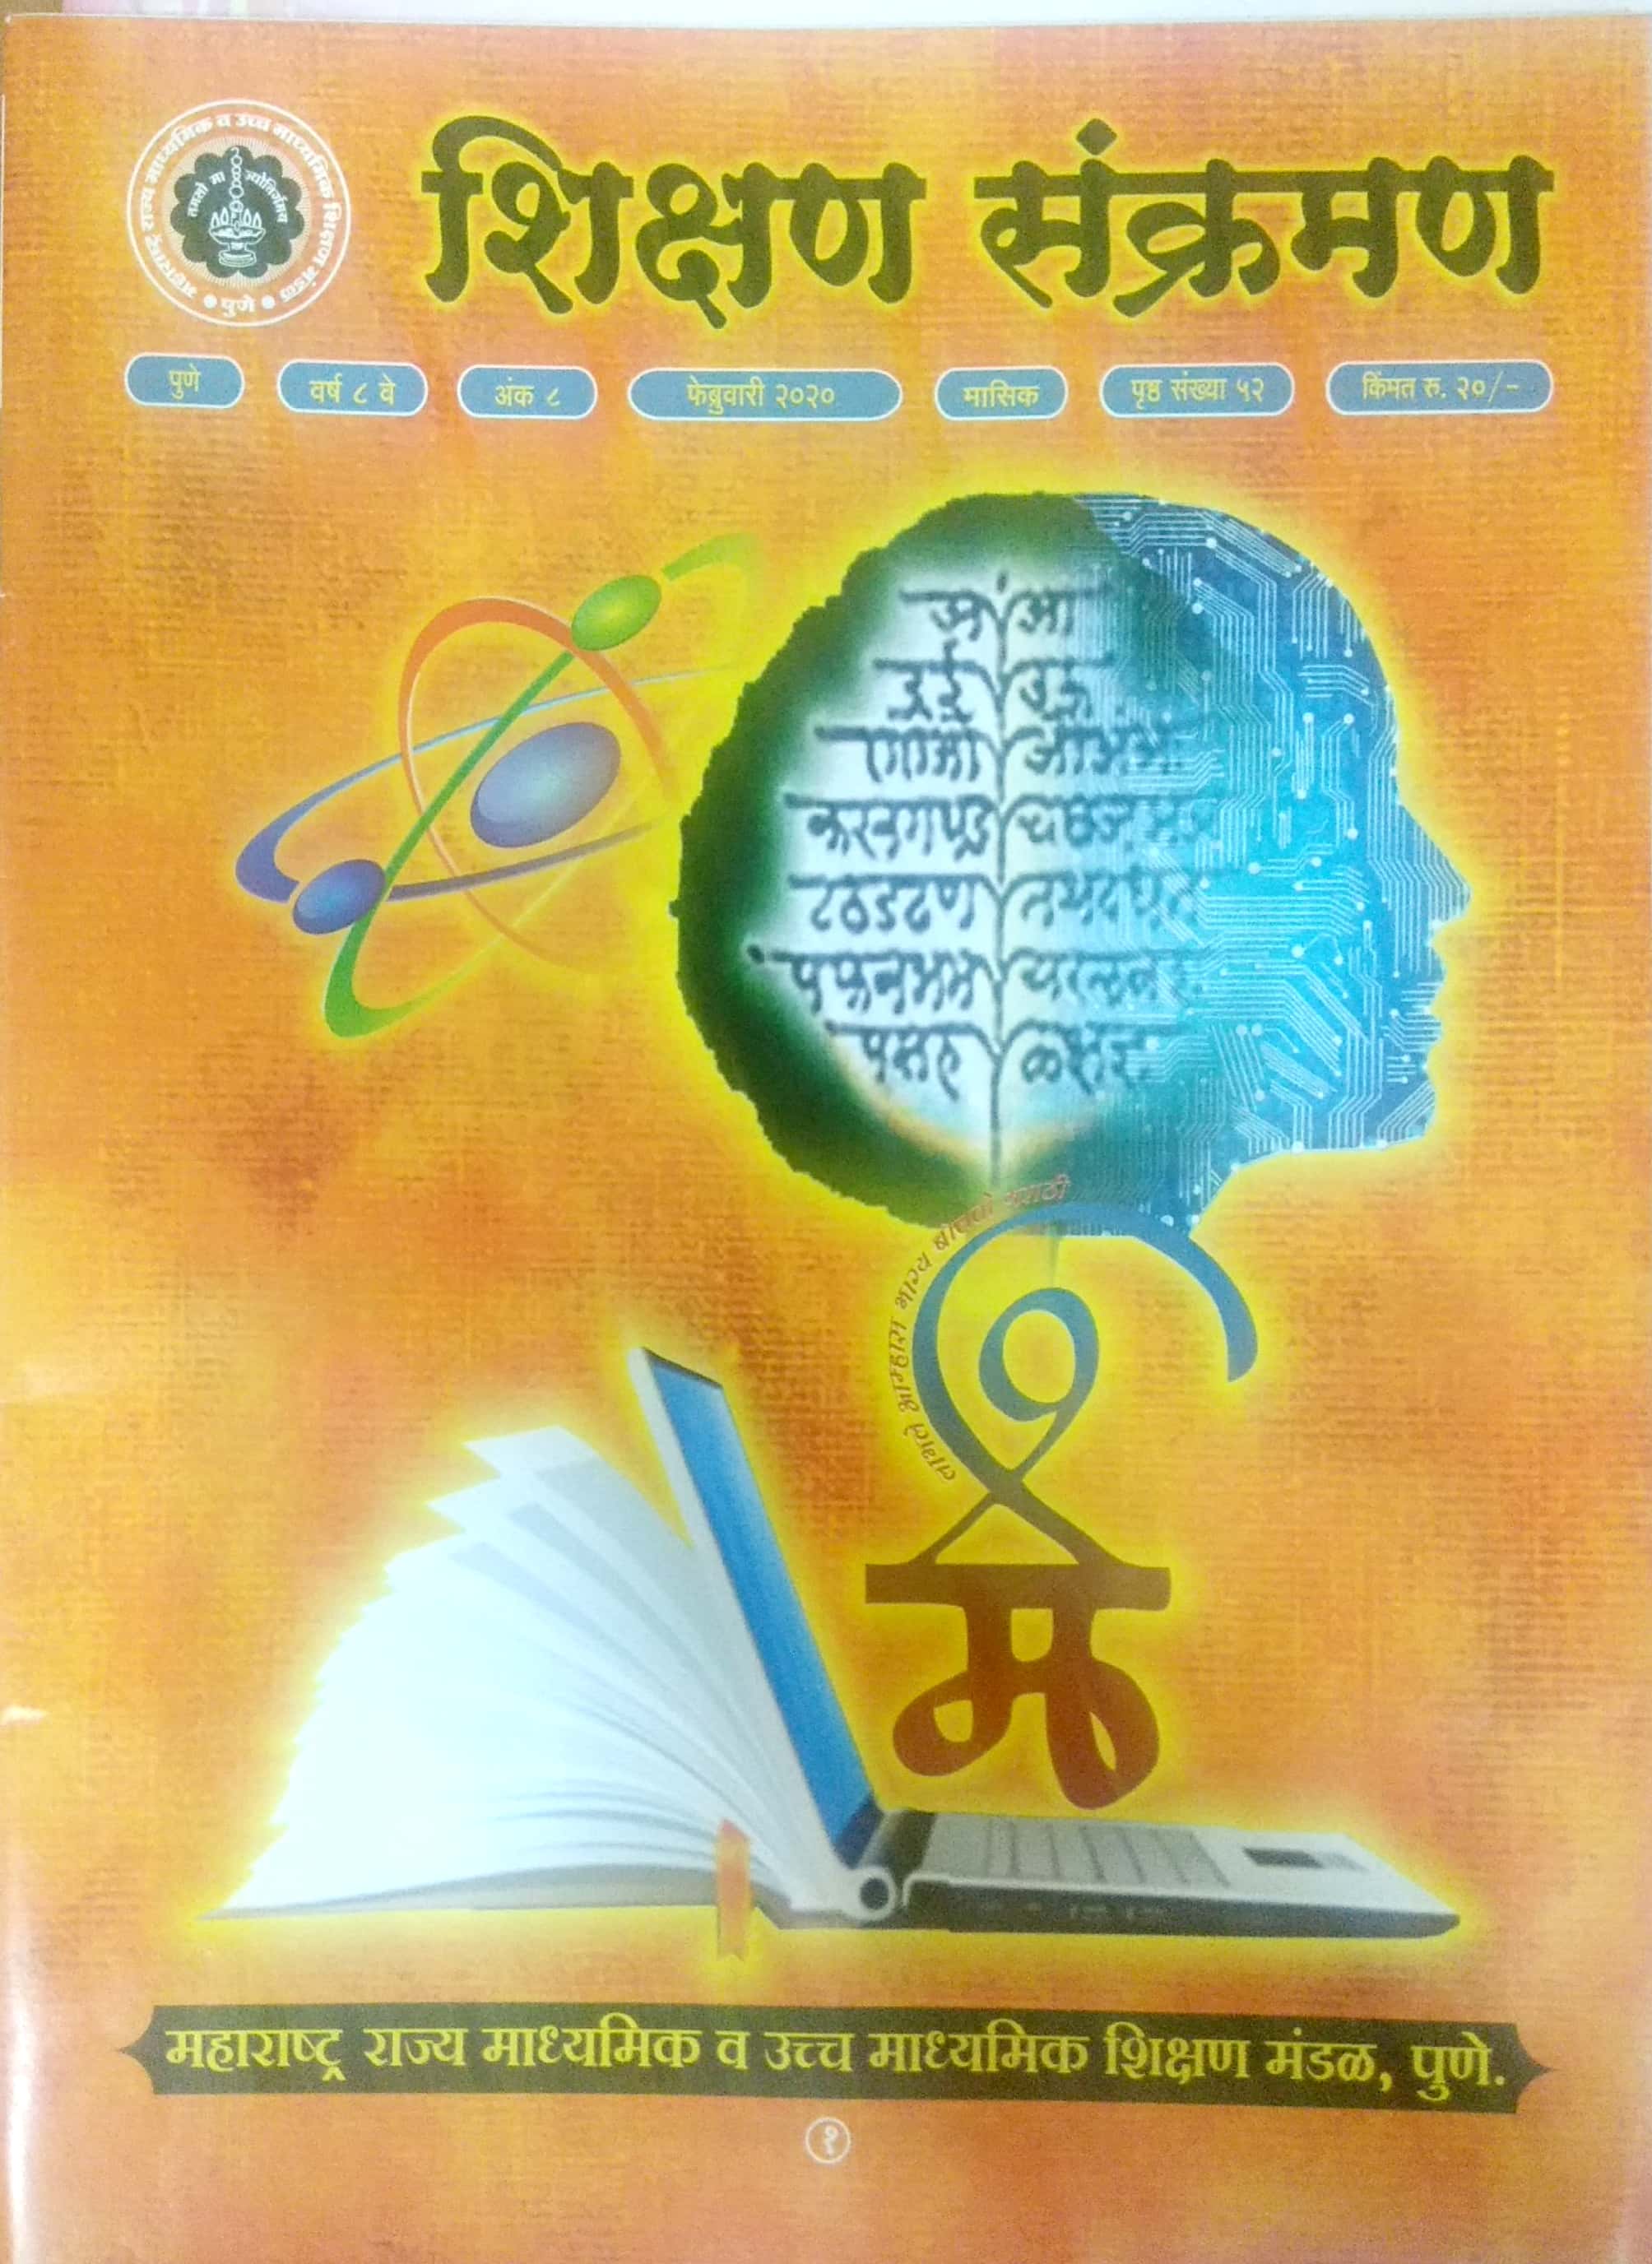 महाराष्ट्र राज्य माध्यमिक व उच्च माध्यमिक शिक्षण मंडळ
• पुणे •
तमसो मा ज्योतिर्गमय
शिक्षण संक्रमण
पुणे
वर्ष ८ वे
अंक ८
फेब्रुवारी २०२०
मासिक
पृष्ठ संख्या ५२
किंमत रु. २०/-
अ आ
ट ठ ड ढ ण
लाभले आम्हास भाग्य बोलतो मराठी
म
महाराष्ट्र राज्य माध्यमिक व उच्च माध्यमिक शिक्षण मंडळ, पुणे.
१